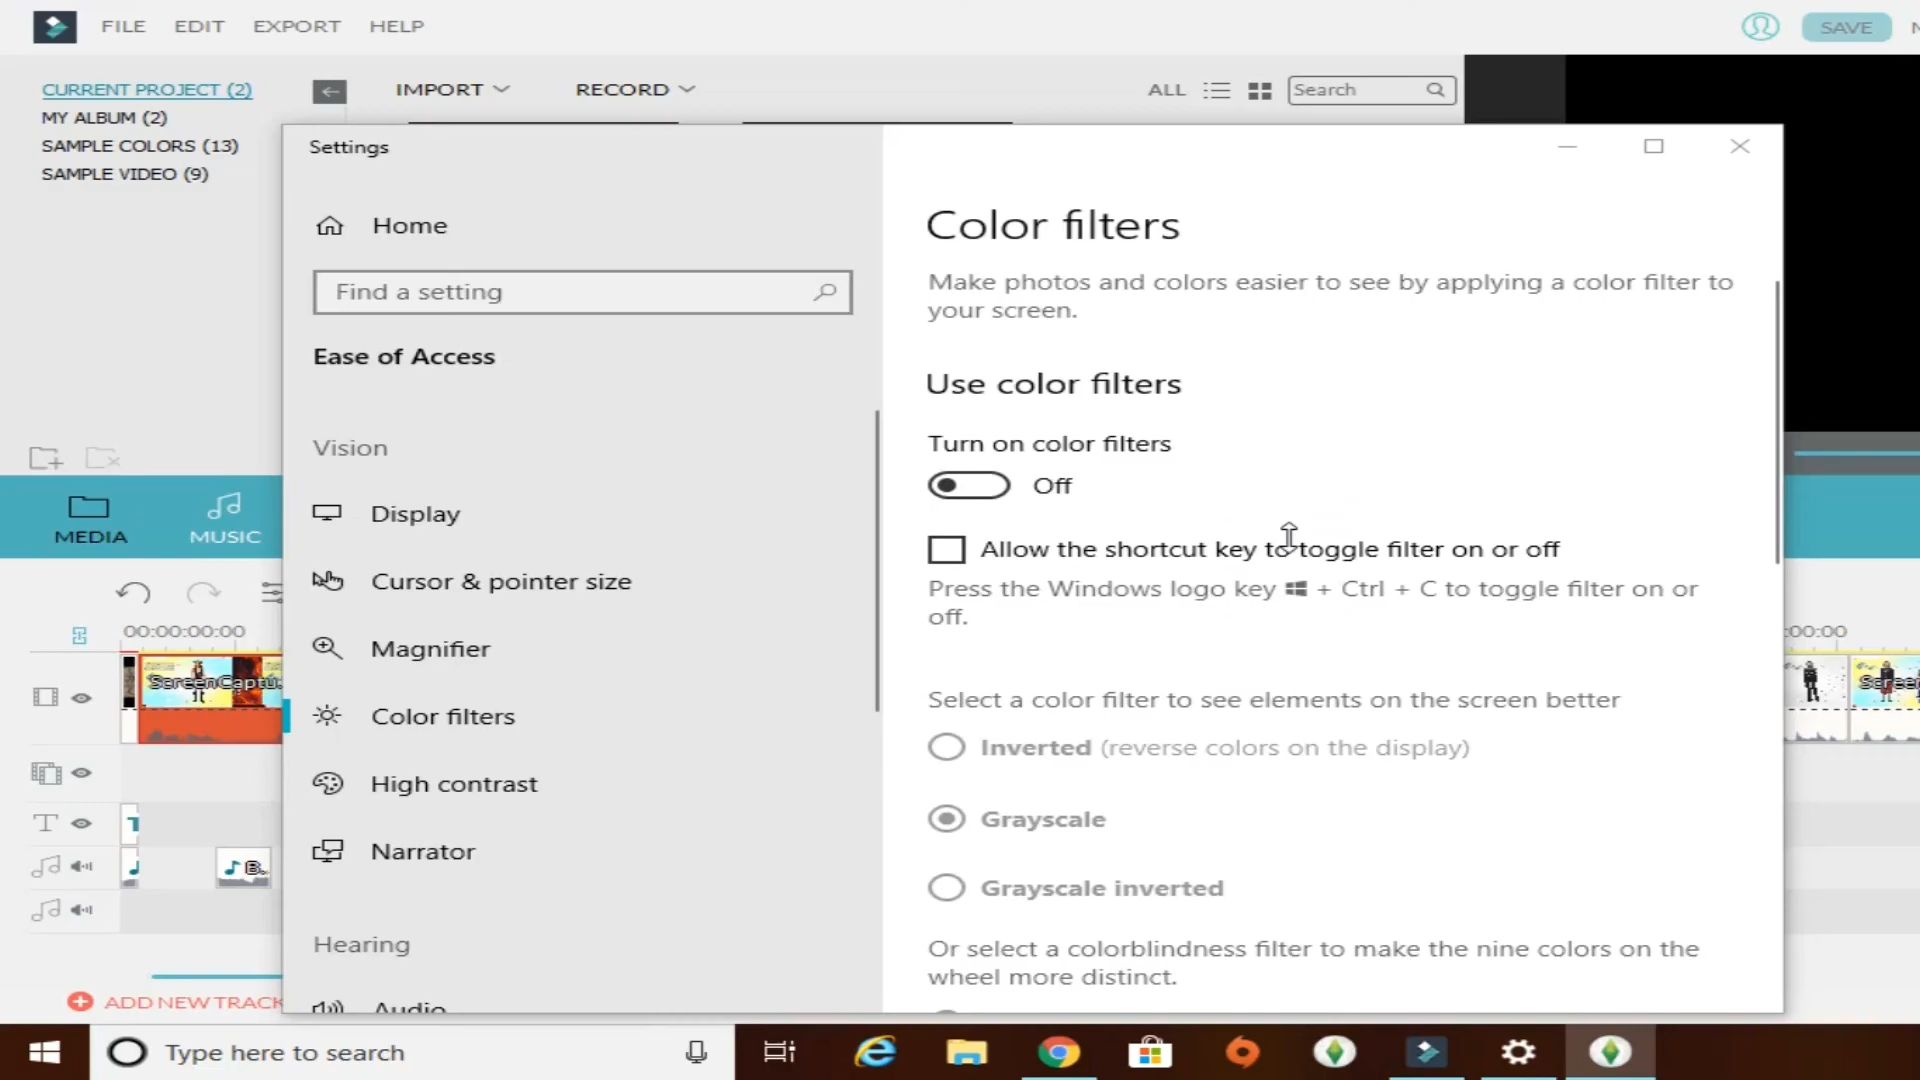 FILE EDIT EXPORT HELP
SAVE
CURRENT PROJECT (2)
MY ALBUM (2)
SAMPLE COLORS (13)
SAMPLE VIDEO (9)
IMPORT RECORD ALL Search
Settings
Home
Find a setting
Ease of Access
Vision
Display
Cursor & pointer size
Magnifier
Color filters
High contrast
Narrator
Hearing
Audio
Color filters
Make photos and colors easier to see by applying a color filter to
your screen.
Use color filters
Turn on color filters
Off
Allow the shortcut key to toggle filter on or off
Press the Windows logo key + Ctrl + C to toggle filter on or
off.
Select a color filter to see elements on the screen better
Inverted (reverse colors on the display)
Grayscale
Grayscale inverted
Or select a colorblindness filter to make the nine colors on the
wheel more distinct.
MEDIA MUSIC
00:00:00:00
:00:00
ScreenCaptu
Screen
T
B.
ADD NEW TRACK
Type here to search